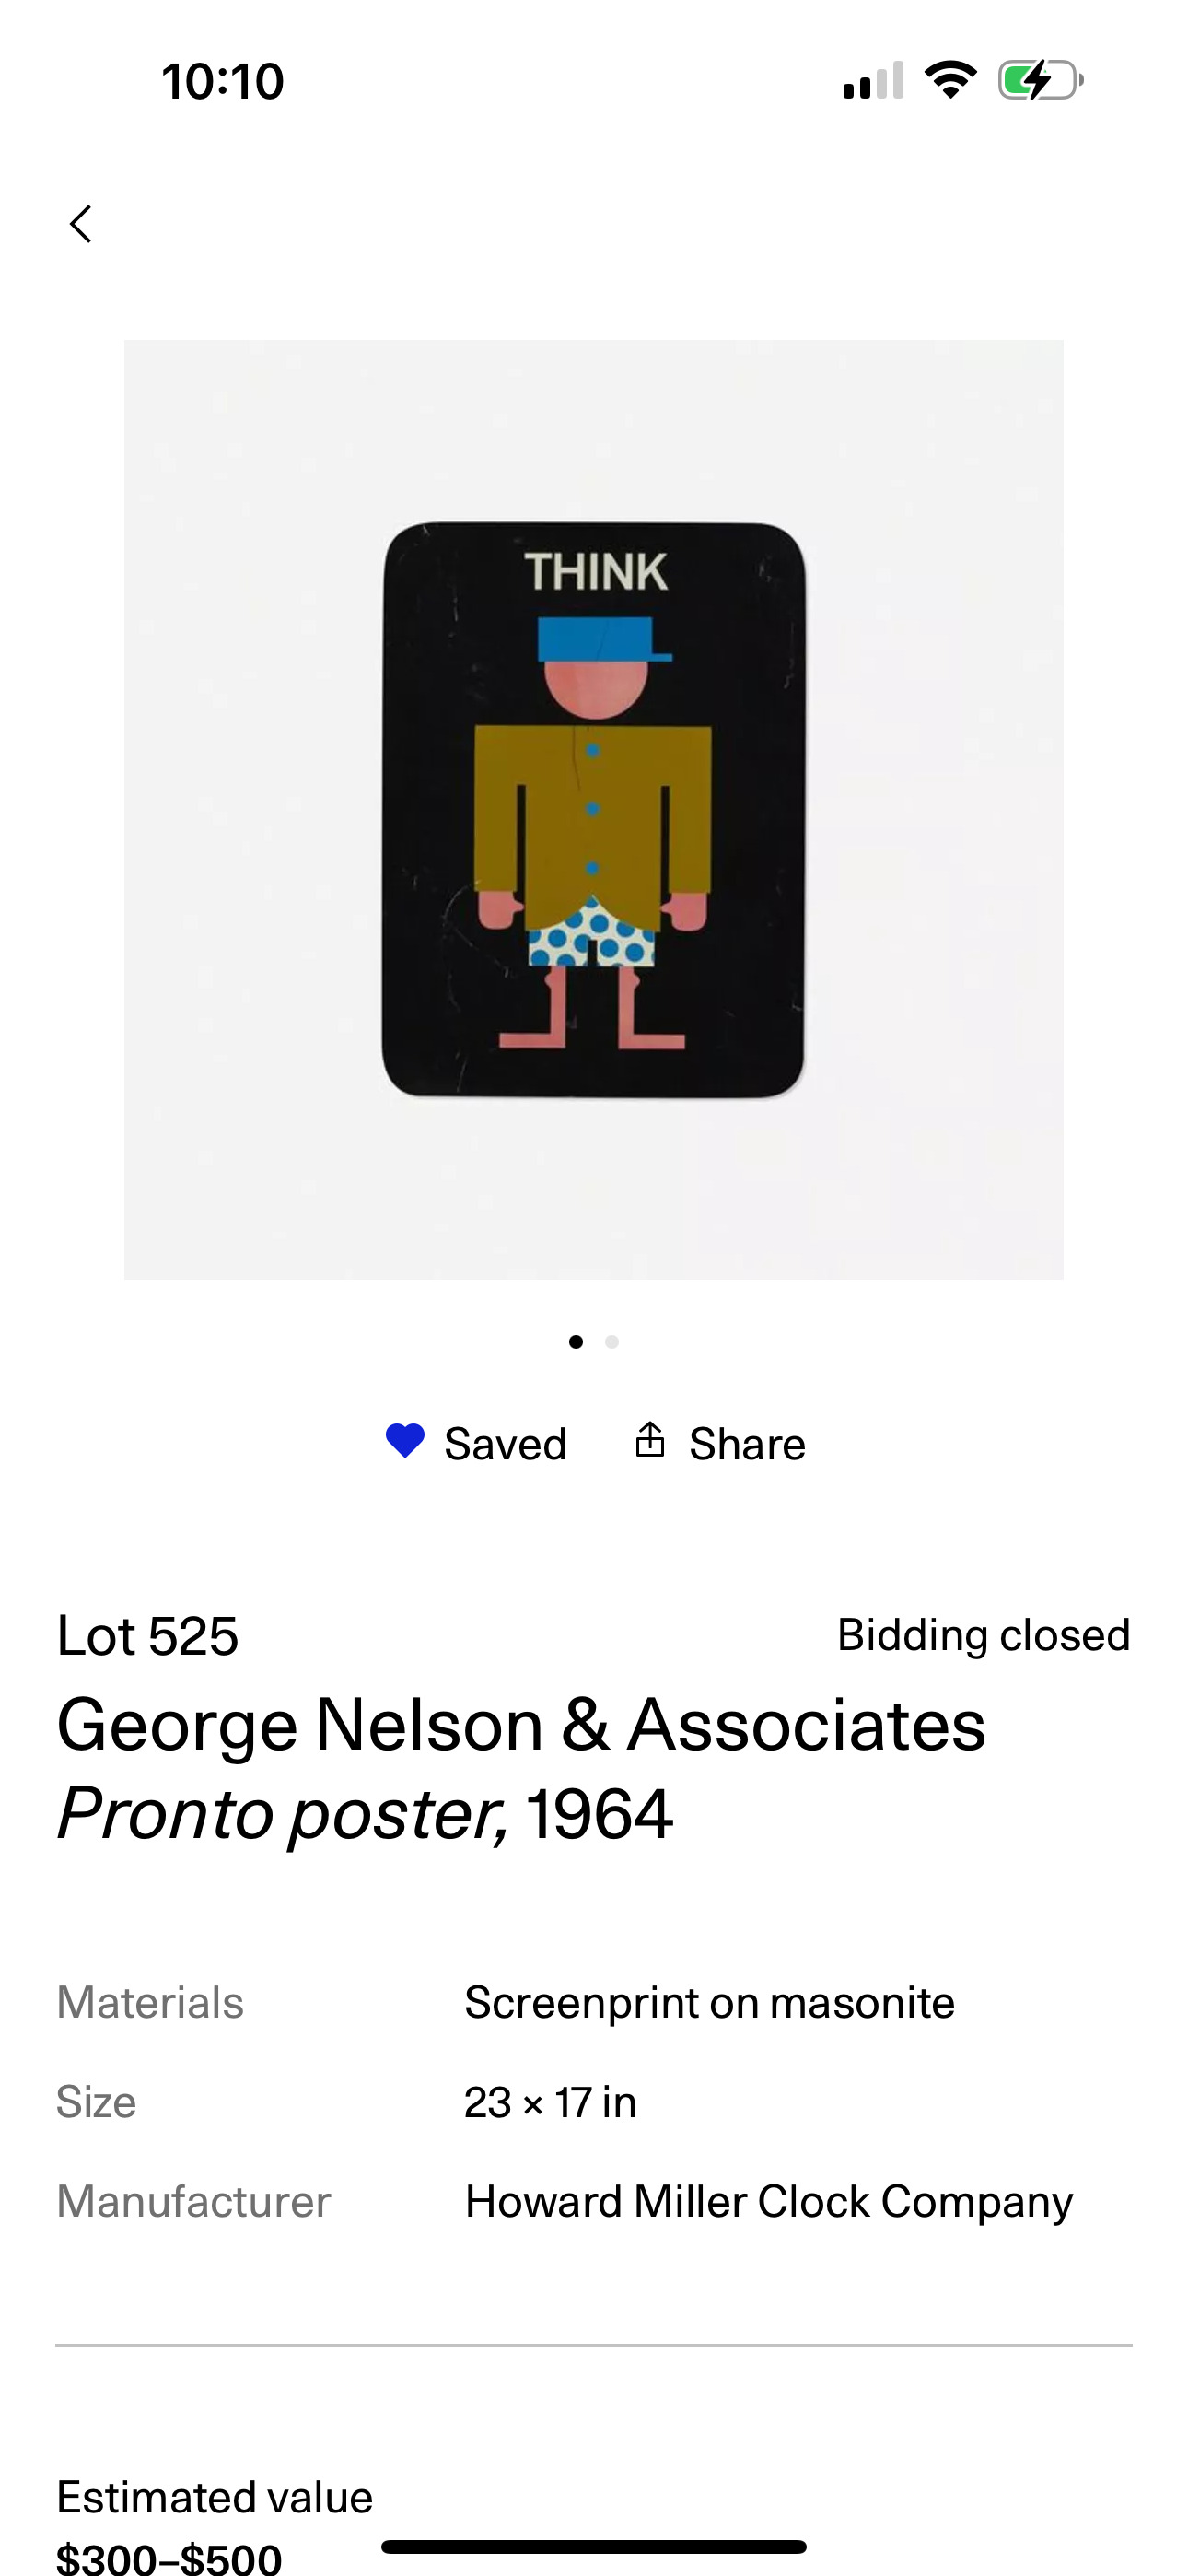 10:10
THINK
Saved Share
Lot 525 Bidding closed
George Nelson & Associates
Pronto poster, 1964
Materials Screenprint on masonite
Size 23 × 17 in
Manufacturer Howard Miller Clock Company
Estimated value
$300–$500